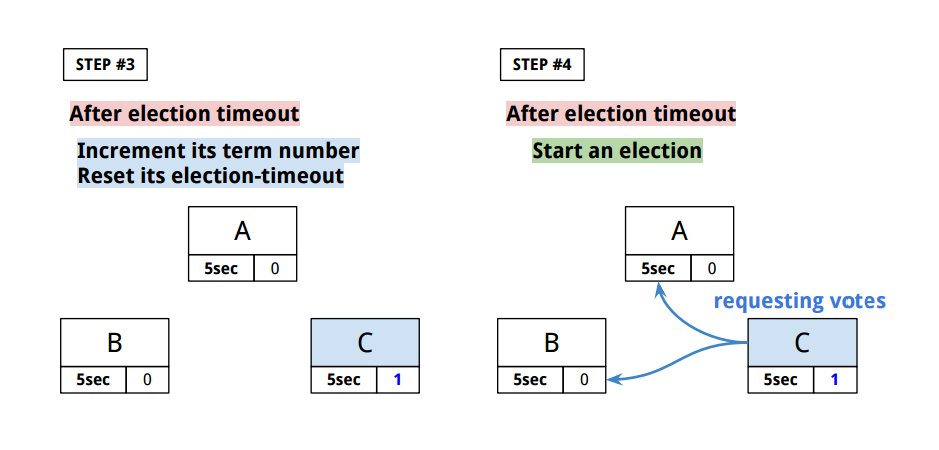 STEP #3
After election timeout
Increment its term number
Reset its election-timeout
A
5sec 0
B
5sec 0
C
5sec 1
STEP #4
After election timeout
Start an election
A
5sec 0
requesting votes
B
5sec 0
C
5sec 1